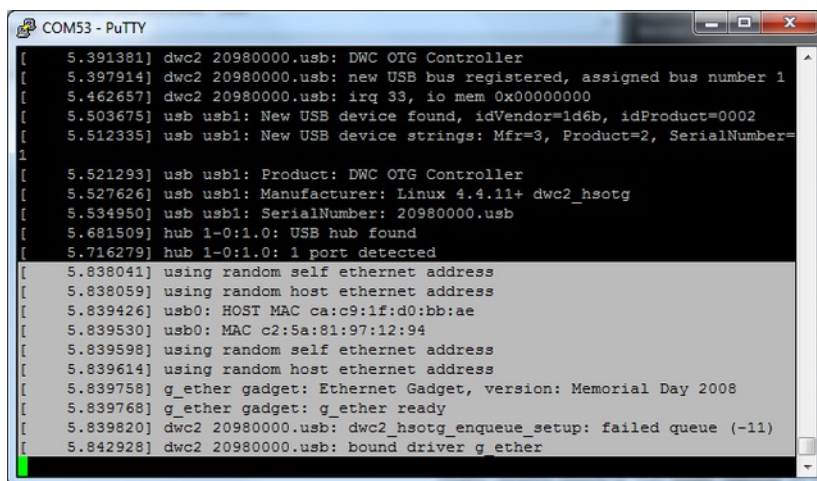 COM53 - PuTTY
[    5.391381] dwc2 20980000.usb: DWC OTG Controller
[    5.397914] dwc2 20980000.usb: new USB bus registered, assigned bus number 1
[    5.462657] dwc2 20980000.usb: irq 33, io mem 0x00000000
[    5.503675] usb usb1: New USB device found, idVendor=1d6b, idProduct=0002
[    5.512335] usb usb1: New USB device strings: Mfr=3, Product=2, SerialNumber=
1
[    5.521293] usb usb1: Product: DWC OTG Controller
[    5.527626] usb usb1: Manufacturer: Linux 4.4.11+ dwc2_hsotg
[    5.534950] usb usb1: SerialNumber: 20980000.usb
[    5.681509] hub 1-0:1.0: USB hub found
[    5.716279] hub 1-0:1.0: 1 port detected
[    5.838041] using random self ethernet address
[    5.838059] using random host ethernet address
[    5.839426] usb0: HOST MAC ca:c9:1f:d0:bb:ae
[    5.839530] usb0: MAC c2:5a:81:97:12:94
[    5.839598] using random self ethernet address
[    5.839614] using random host ethernet address
[    5.839758] g_ether gadget: Ethernet Gadget, version: Memorial Day 2008
[    5.839768] g_ether gadget: g_ether ready
[    5.839820] dwc2 20980000.usb: dwc2_hsotg_enqueue_setup: failed queue (-11)
[    5.842928] dwc2 20980000.usb: bound driver g_ether